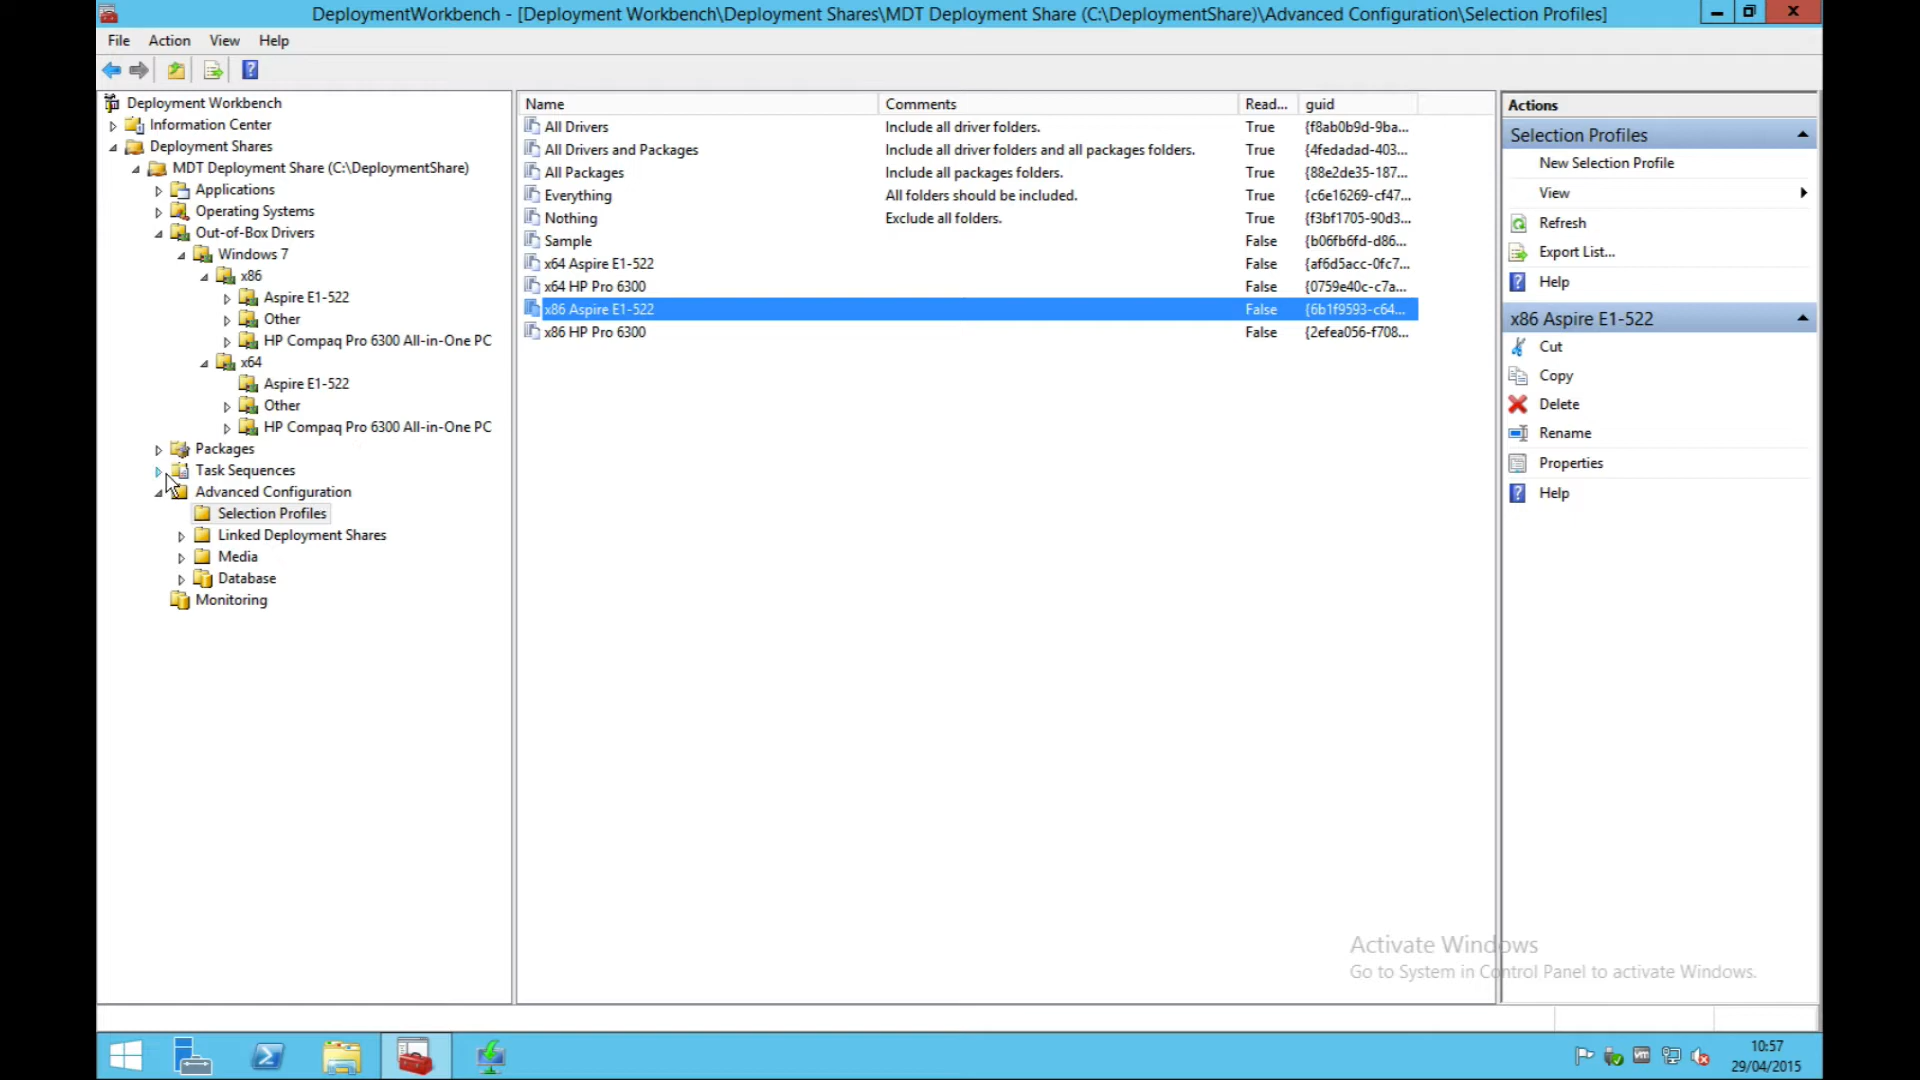 DeploymentWorkbench - [Deployment Workbench\Deployment Shares\MDT Deployment Share (C:\DeploymentShare)\Advanced Configuration\Selection Profiles]
File Action View Help
Deployment Workbench
Information Center
Deployment Shares
MDT Deployment Share (C:\DeploymentShare)
Applications
Operating Systems
Out-of-Box Drivers
Windows 7
x86
Aspire E1-522
Other
HP Compaq Pro 6300 All-in-One PC
x64
Aspire E1-522
Other
HP Compaq Pro 6300 All-in-One PC
Packages
Task Sequences
Advanced Configuration
Selection Profiles
Linked Deployment Shares
Media
Database
Monitoring
Name Comments Read... guid
All Drivers Include all driver folders. True {f8ab0b9d-9ba...
All Drivers and Packages Include all driver folders and all packages folders. True {4fedadad-403...
All Packages Include all packages folders. True {88e2de35-187...
Everything All folders should be included. True {c6e16269-cf47...
Nothing Exclude all folders. True {f3bf1705-90d3...
Sample False {b06fb6fd-d86...
x64 Aspire E1-522 False {af6d5acc-0fc7...
x64 HP Pro 6300 False {0759e40c-c7a...
x86 Aspire E1-522 False {6b1f9593-c64...
x86 HP Pro 6300 False {2efea056-f708...
Actions
Selection Profiles
New Selection Profile
View
Refresh
Export List...
Help
x86 Aspire E1-522
Cut
Copy
Delete
Rename
Properties
Help
Activate Windows
Go to System in Control Panel to activate Windows.
10:57
29/04/2015